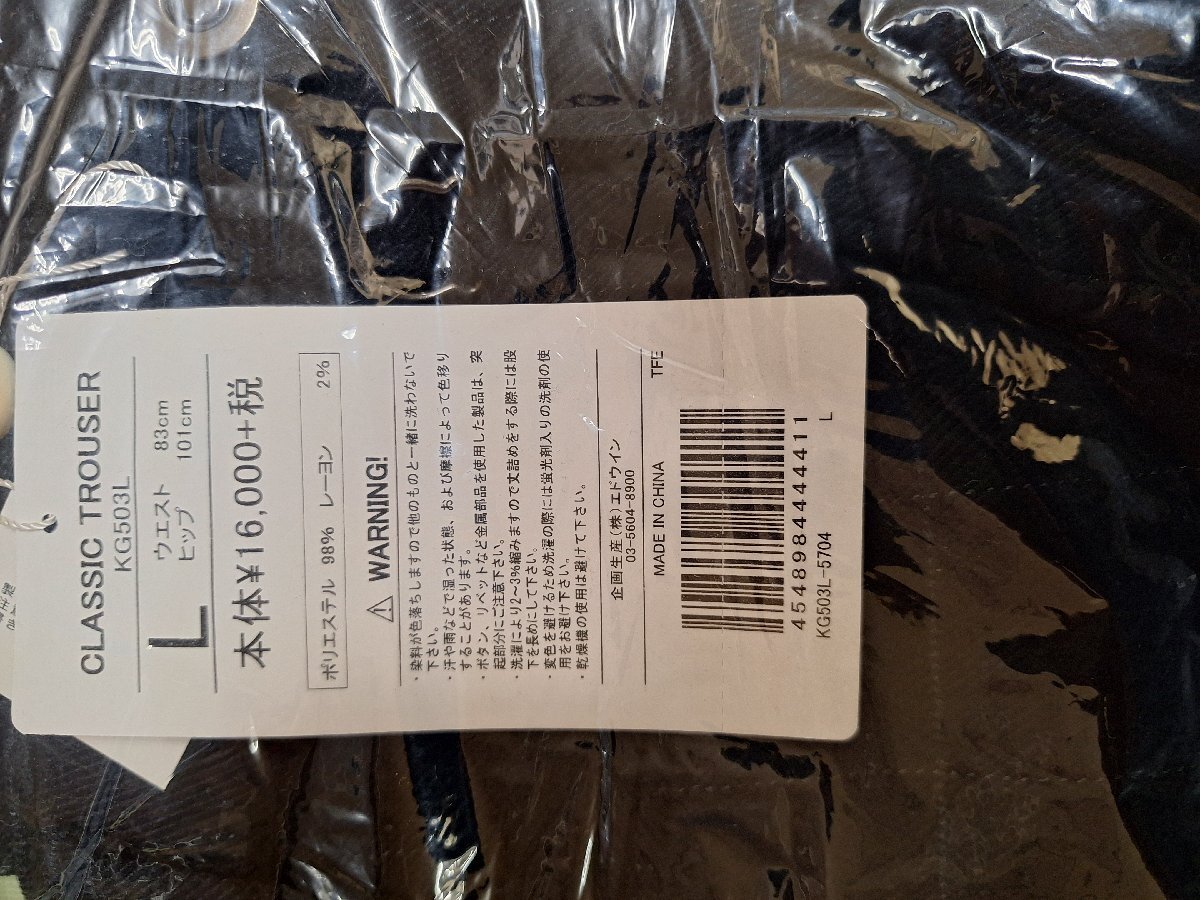 CLASSIC TROUSER
KG503L
L
ウエスト 83cm
ヒップ 101cm
本体¥16,000+税
ポリエステル 98% レーヨン 2%
⚠ WARNING!
・染料が色落ちしますので他のものと一緒に洗わないで
下さい。
・汗や雨などで湿った状態、および摩擦によって色移り
することがあります。
・ボタン、リベットなど金属部品を使用した製品は、突
起部分にご注意下さい。
・洗濯により2〜3%縮みますので丈詰めをする際には股
下を長めにして下さい。
・変色を避けるため洗濯の際には蛍光剤入りの洗剤の使
用をお避け下さい。
・乾燥機の使用は避けて下さい。
企画生産(株)エドウイン
03-5604-8900
MADE IN CHINA TFE
4548984444411
KG503L-5704 L